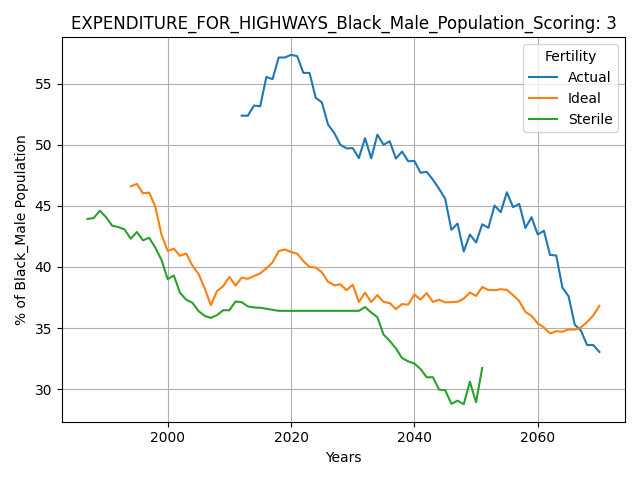 EXPENDITURE_FOR_HIGHWAYS_Black_Male_Population_Scoring: 3
Fertility
Actual
Ideal
Sterile
% of Black_Male Population
55
50
45
40
35
30
2000
2020
2040
2060
Years